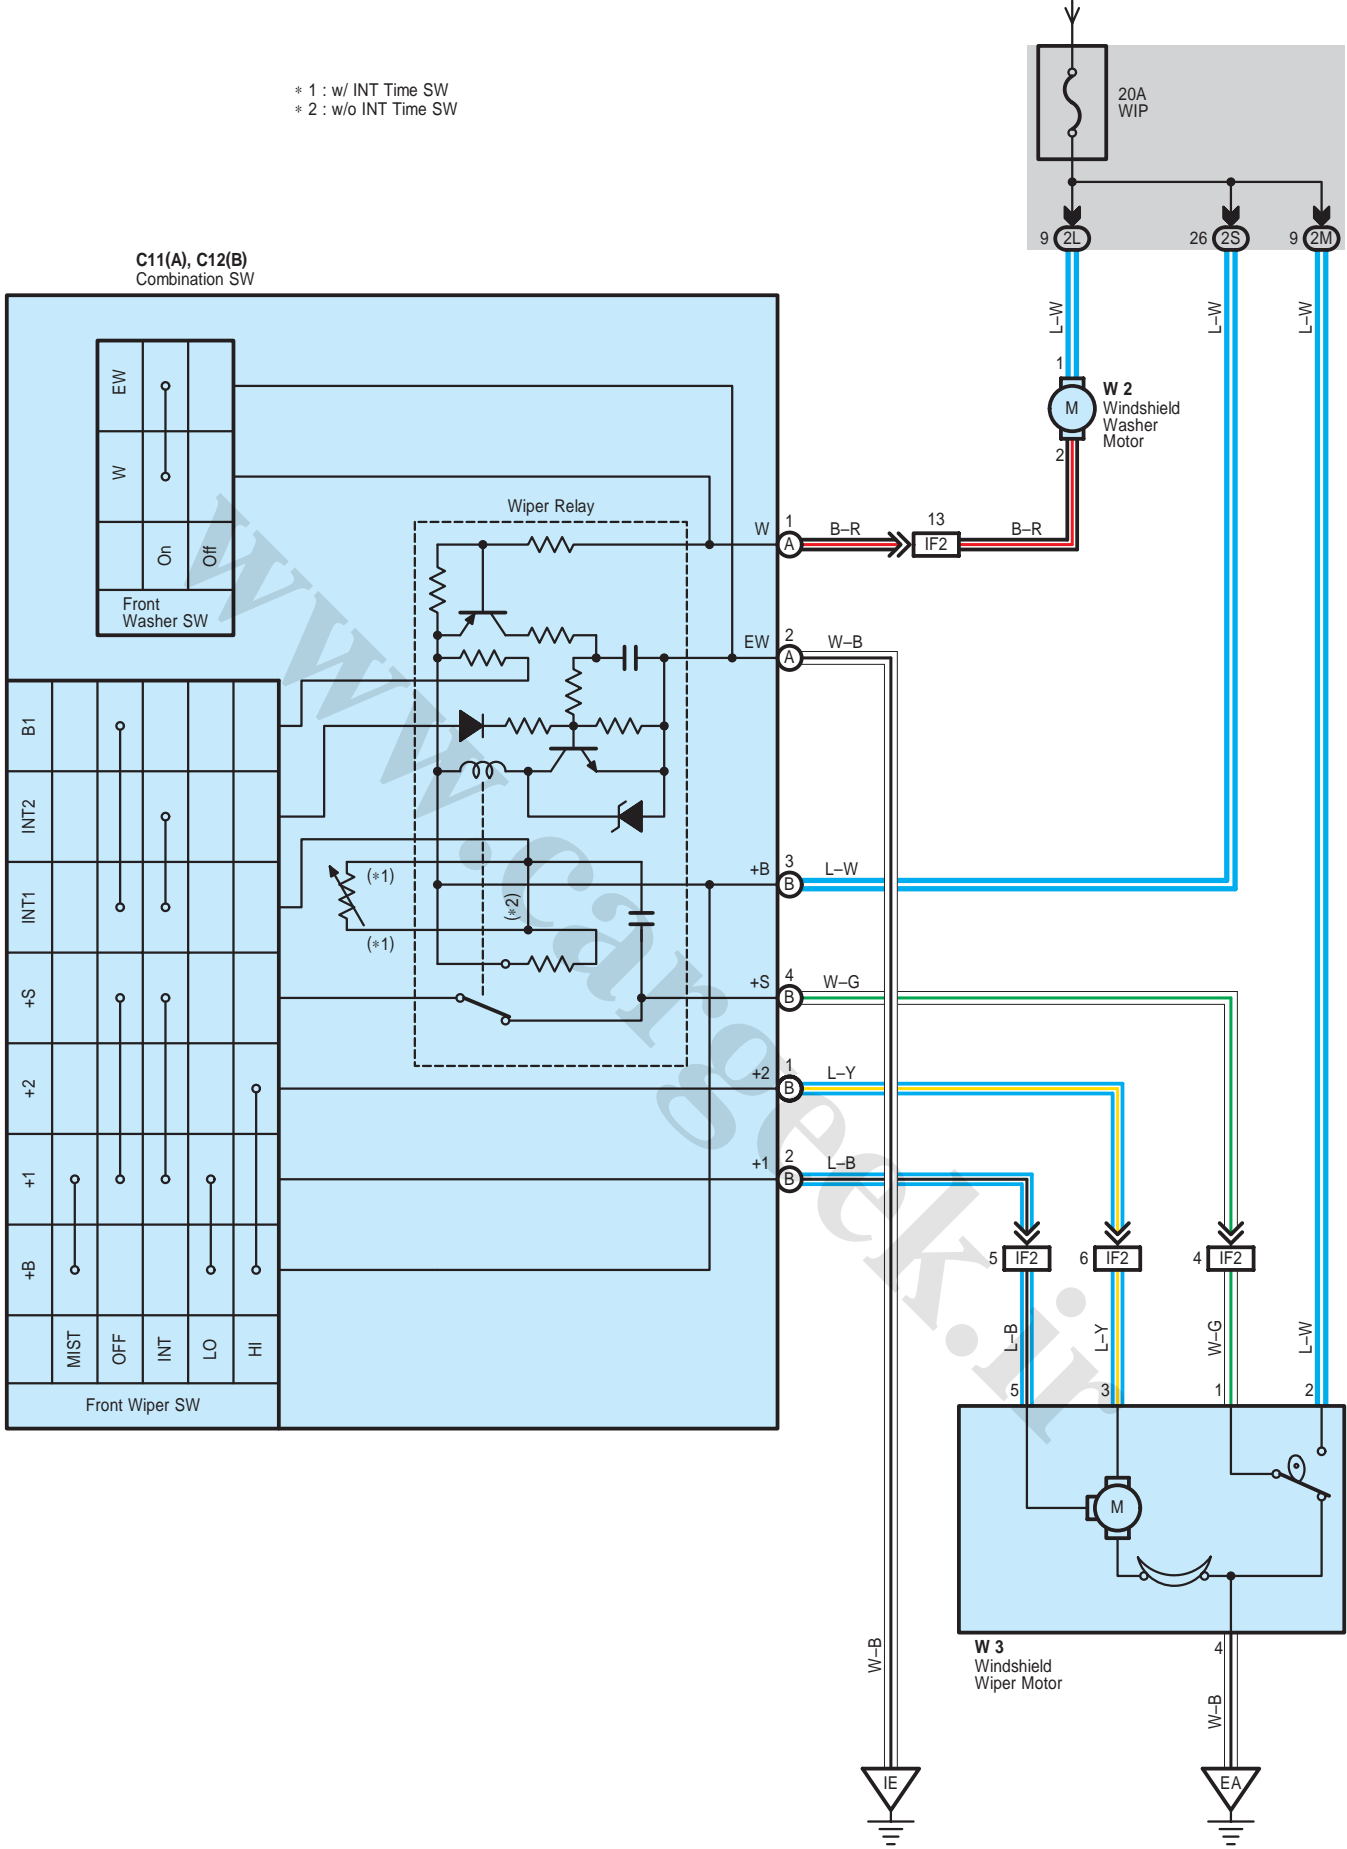 * 1 : w/ INT Time SW
* 2 : w/o INT Time SW
20A
WIP
9 2L
26 2S
9 2M
C11(A), C12(B)
Combination SW
L–W
L–W
L–W
1
M
2
W 2
Windshield
Washer
Motor
EW
W
On
Off
Front
Washer SW
Wiper Relay
W
1
A
B–R
13
IF2
B–R
EW
2
A
W–B
B1
INT2
INT1
+S
+2
+1
+B
MIST
OFF
INT
LO
HI
Front Wiper SW
(*1)
(*2)
(*1)
+B
3
B
L–W
+S
4
B
W–G
+2
1
B
L–Y
+1
2
B
L–B
5 IF2
6 IF2
4 IF2
L–B
L–Y
W–G
L–W
5
3
1
2
M
W 3
Windshield
Wiper Motor
4
W–B
W–B
IE
EA
www.cargeek.ir